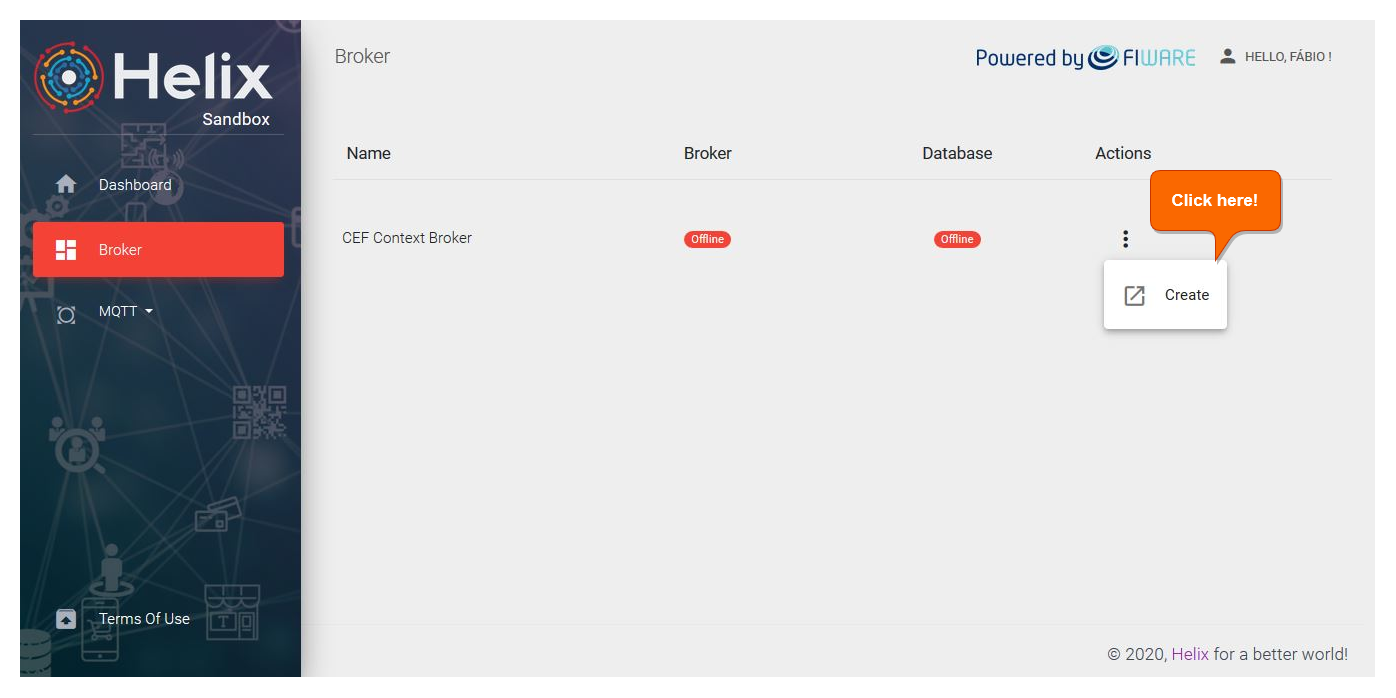 Helix
Sandbox
Dashboard
Broker
MQTT
Terms Of Use
Broker
Powered by FIWARE
HELLO, FÁBIO !
Name Broker Database Actions
Click here!
CEF Context Broker Offline Offline
Create
T
© 2020, Helix for a better world!